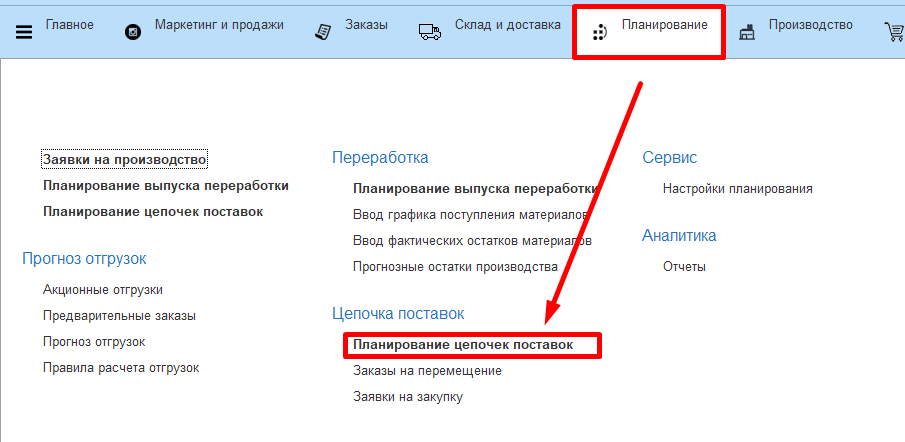 Главное
Маркетинг и продажи
Заказы
Склад и доставка
Планирование
Производство
Заявки на производство
Планирование выпуска переработки
Планирование цепочек поставок
Прогноз отгрузок
Акционные отгрузки
Предварительные заказы
Прогноз отгрузок
Правила расчета отгрузок
Переработка
Планирование выпуска переработки
Ввод графика поступления материалов
Ввод фактических остатков материалов
Прогнозные остатки производства
Цепочка поставок
Планирование цепочек поставок
Заказы на перемещение
Заявки на закупку
Сервис
Настройки планирования
Аналитика
Отчеты